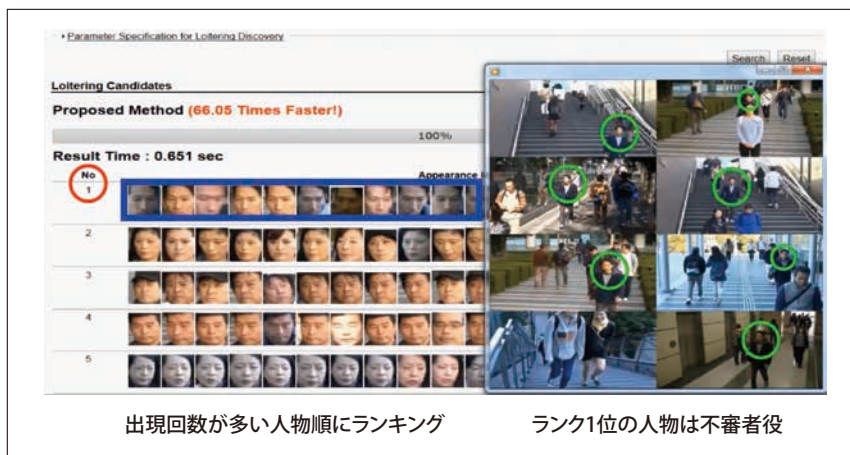 Parameter Specification for Loitering Discovery
Search Reset
Loitering Candidates
Proposed Method (66.05 Times Faster!)
100%
Result Time : 0.651 sec
No
Appearance
1
2
3
4
5
出現回数が多い人物順にランキング
ランク1位の人物は不審者役